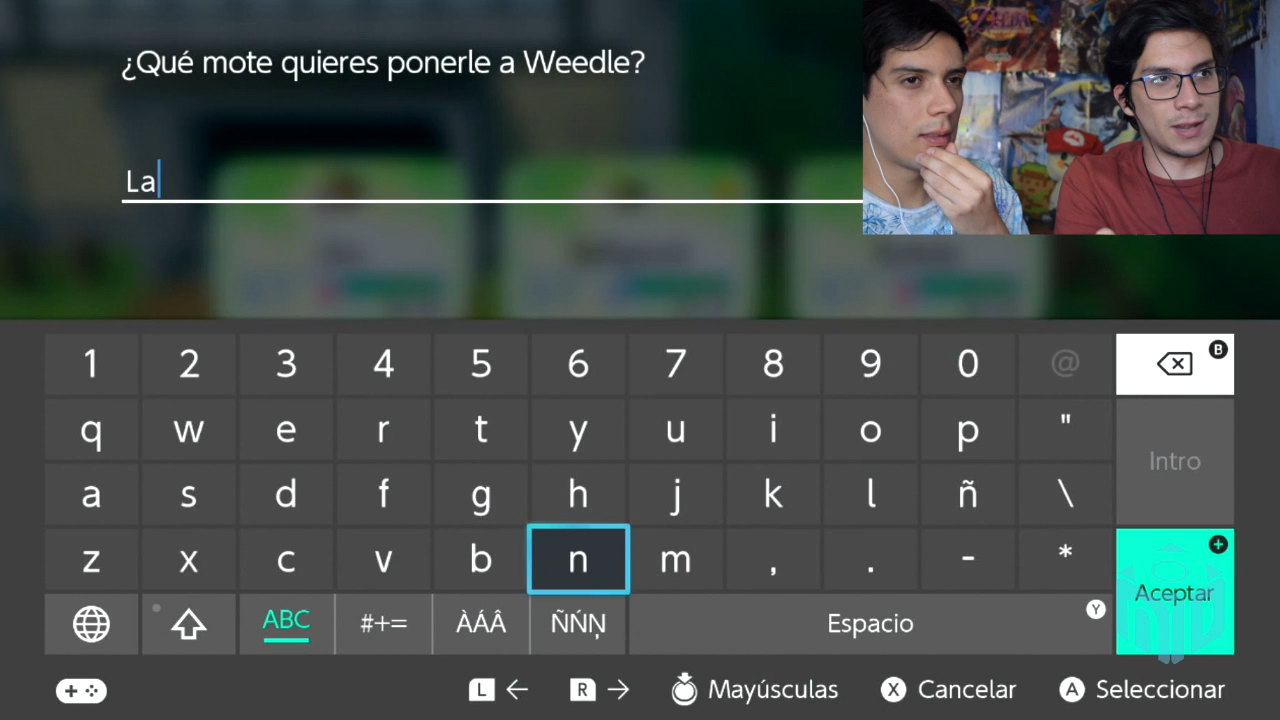 ¿Qué mote quieres ponerle a Weedle?
La
1 2 3 4 5 6 7 8 9 0 @ B
q w e r t y u i o p "
Intro
a s d f g h j k l ñ \
z x c v b n m , . - *
Aceptar +
ABC #+= ÀÁÂ ÑŃŅ Espacio Y
L ← R → Mayúsculas X Cancelar A Seleccionar